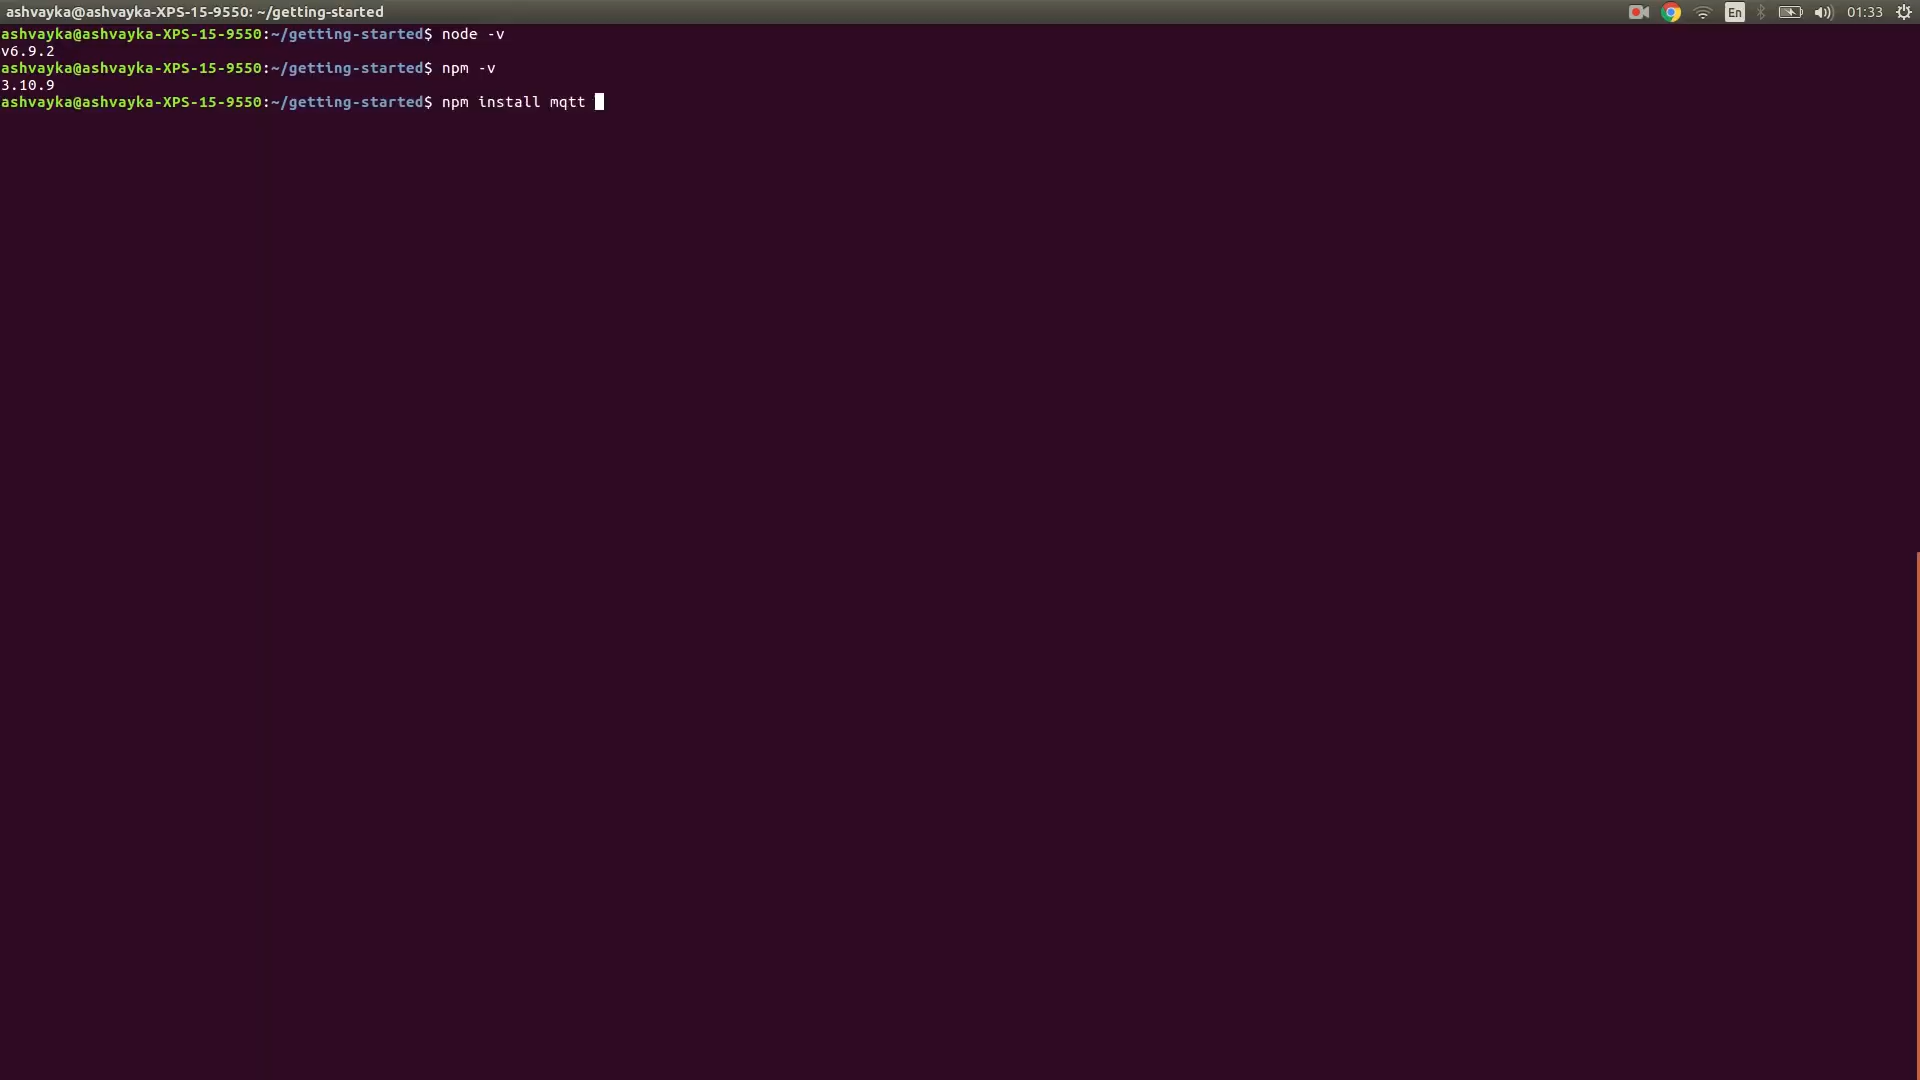 ashvayka@ashvayka-XPS-15-9550: ~/getting-started
En
01:33
ashvayka@ashvayka-XPS-15-9550:~/getting-started$ node -v
v6.9.2
ashvayka@ashvayka-XPS-15-9550:~/getting-started$ npm -v
3.10.9
ashvayka@ashvayka-XPS-15-9550:~/getting-started$ npm install mqtt